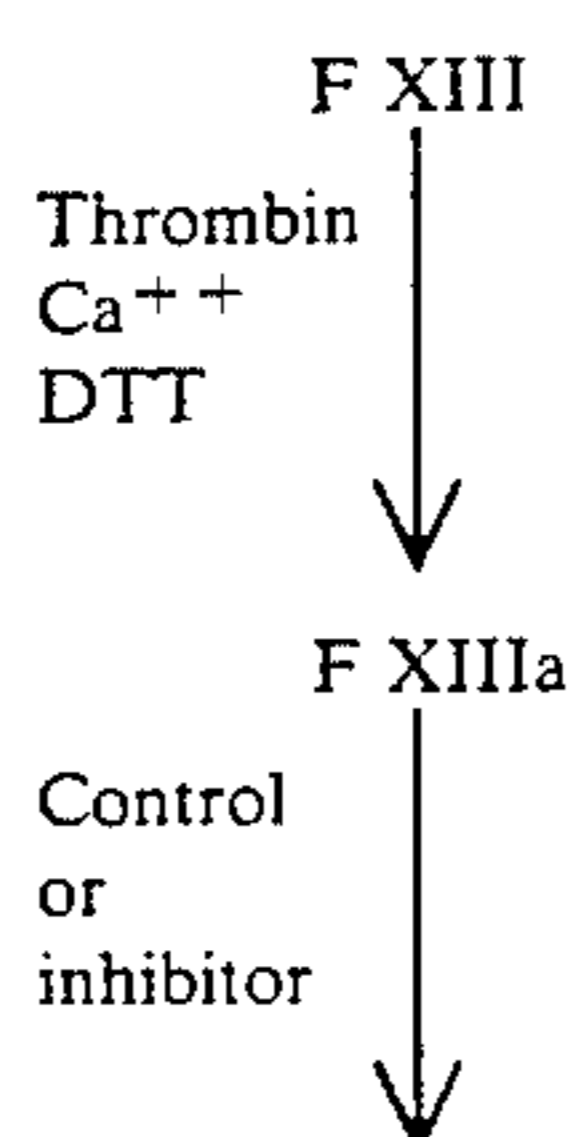 F XIII
Thrombin
Ca++
DTT
F XIIIa
Control
or
inhibitor